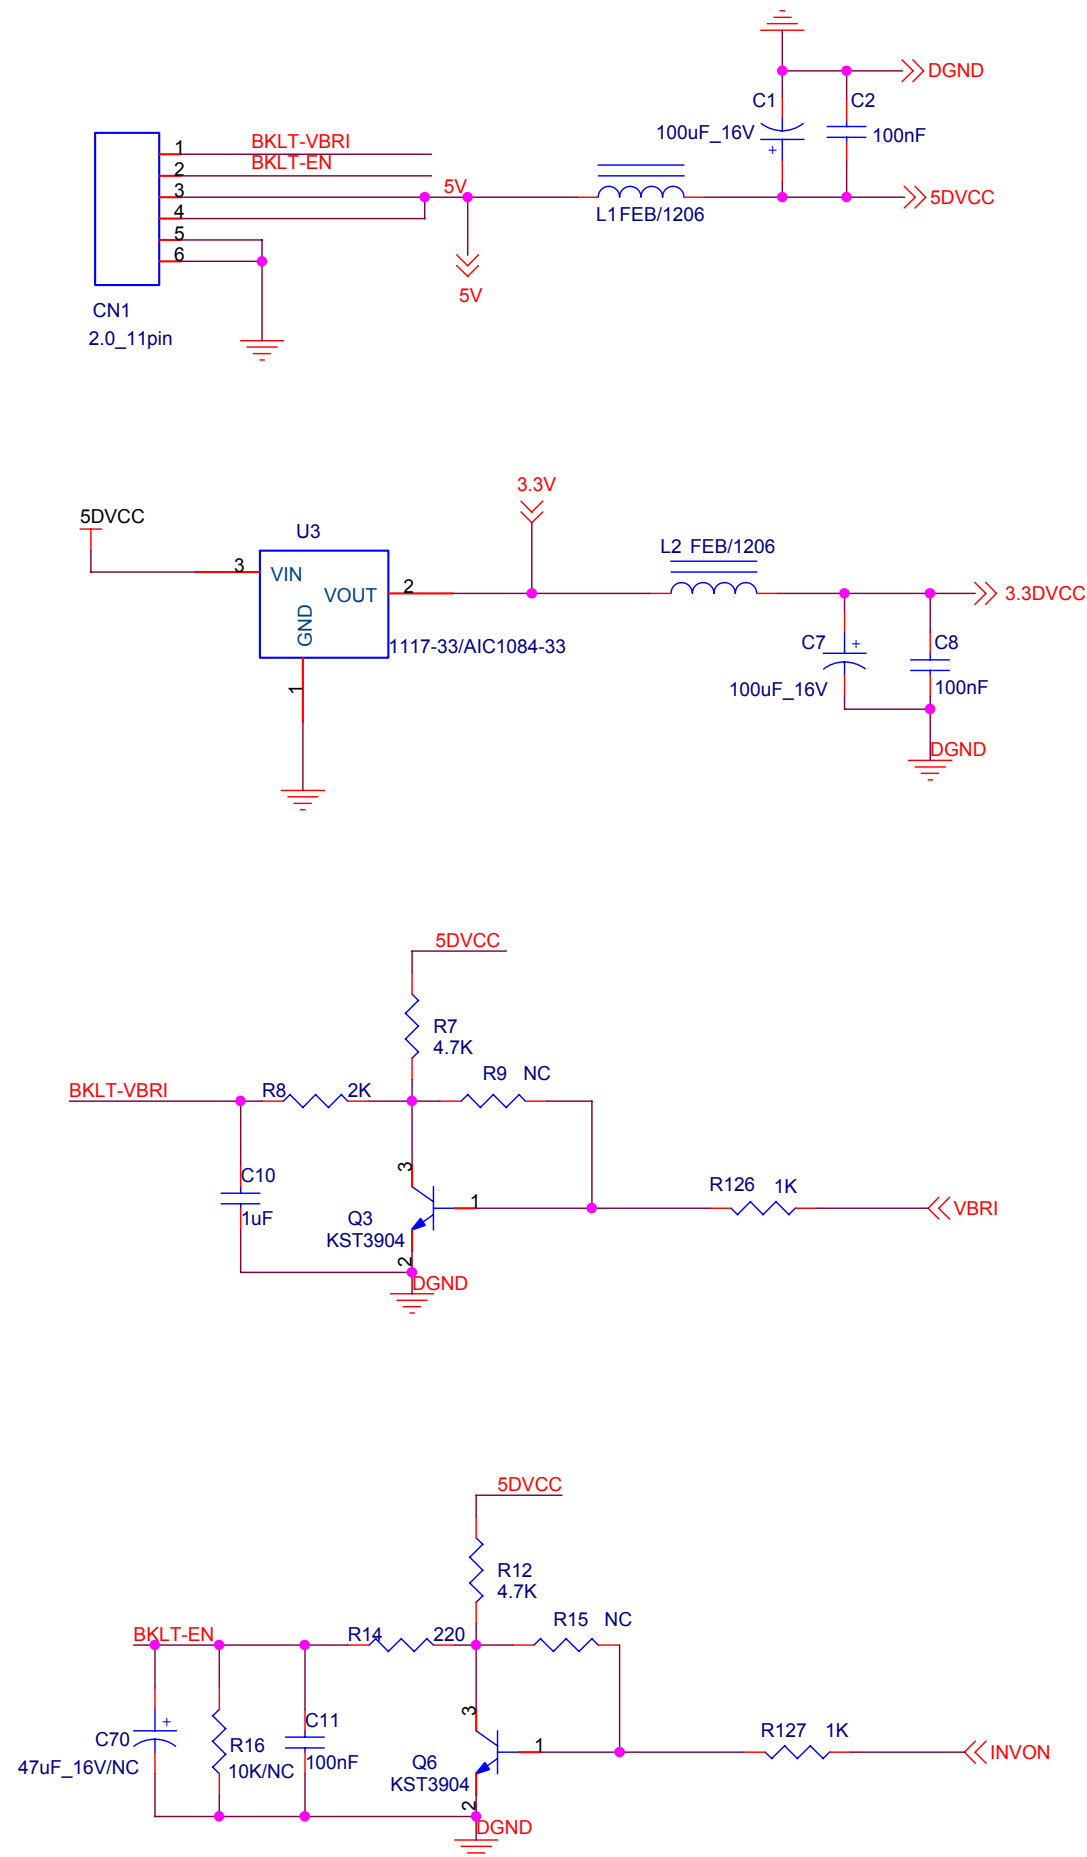 DGND
C1 C2
100uF_16V + 100nF
1 BKLT-VBRI
2 BKLT-EN
3 5V
4
5
6
5DVCC
L1 FEB/1206
5V
CN1
2.0_11pin
3.3V
5DVCC
U3
L2 FEB/1206
3 VIN
VOUT 2
GND
1
1117-33/AIC1084-33
3.3DVCC
C7 + C8
100uF_16V 100nF
DGND
5DVCC
R7
4.7K
R9 NC
BKLT-VBRI R8 2K
3
C10
1uF
1
R126 1K
VBRI
Q3
KST3904
2
DGND
5DVCC
R12
4.7K
R15 NC
BKLT-EN R14 220
3
+
C70
47uF_16V/NC
R16
10K/NC
C11
100nF
1
R127 1K
INVON
Q6
KST3904
2
DGND